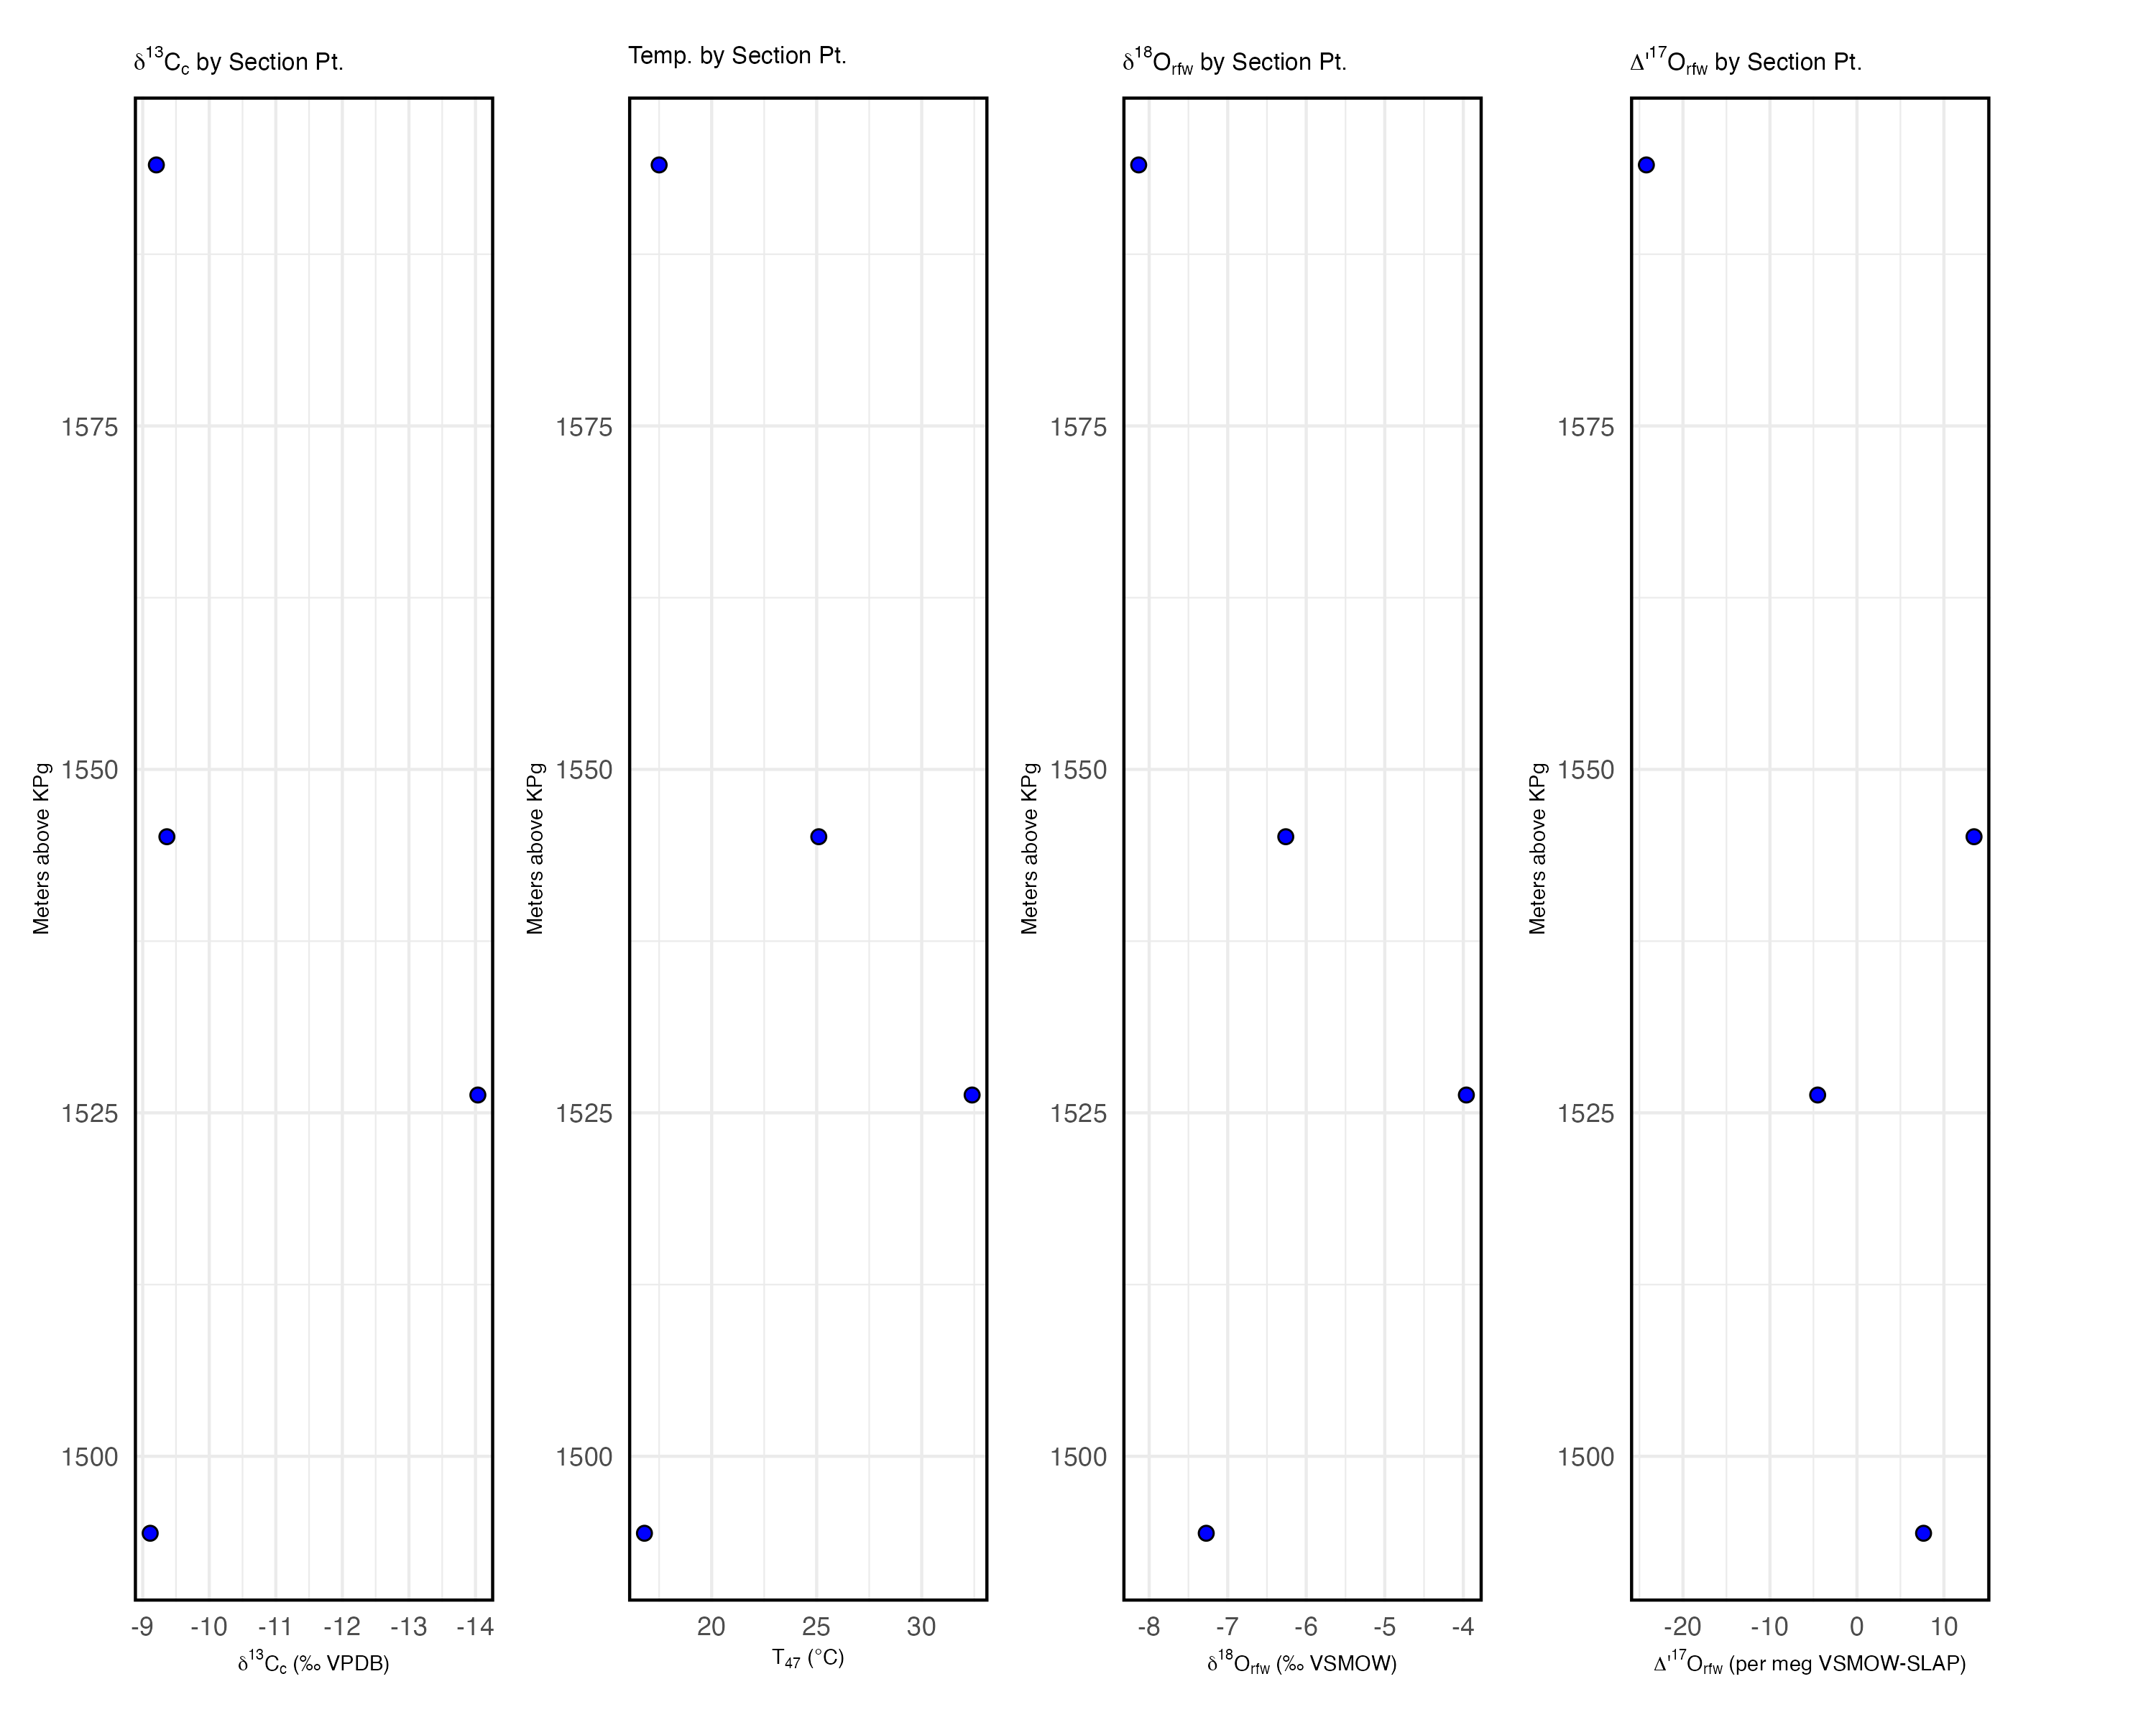 δ¹³Cc by Section Pt.
Meters above KPg
1575
1550
1525
1500
-9 -10 -11 -12 -13 -14
δ¹³Cc (‰ VPDB)
Temp. by Section Pt.
Meters above KPg
1575
1550
1525
1500
20 25 30
T₄₇ (°C)
δ¹⁸Orfw by Section Pt.
Meters above KPg
1575
1550
1525
1500
-8 -7 -6 -5 -4
δ¹⁸Orfw (‰ VSMOW)
Δ'¹⁷Orfw by Section Pt.
Meters above KPg
1575
1550
1525
1500
-20 -10 0 10
Δ'¹⁷Orfw (per meg VSMOW-SLAP)